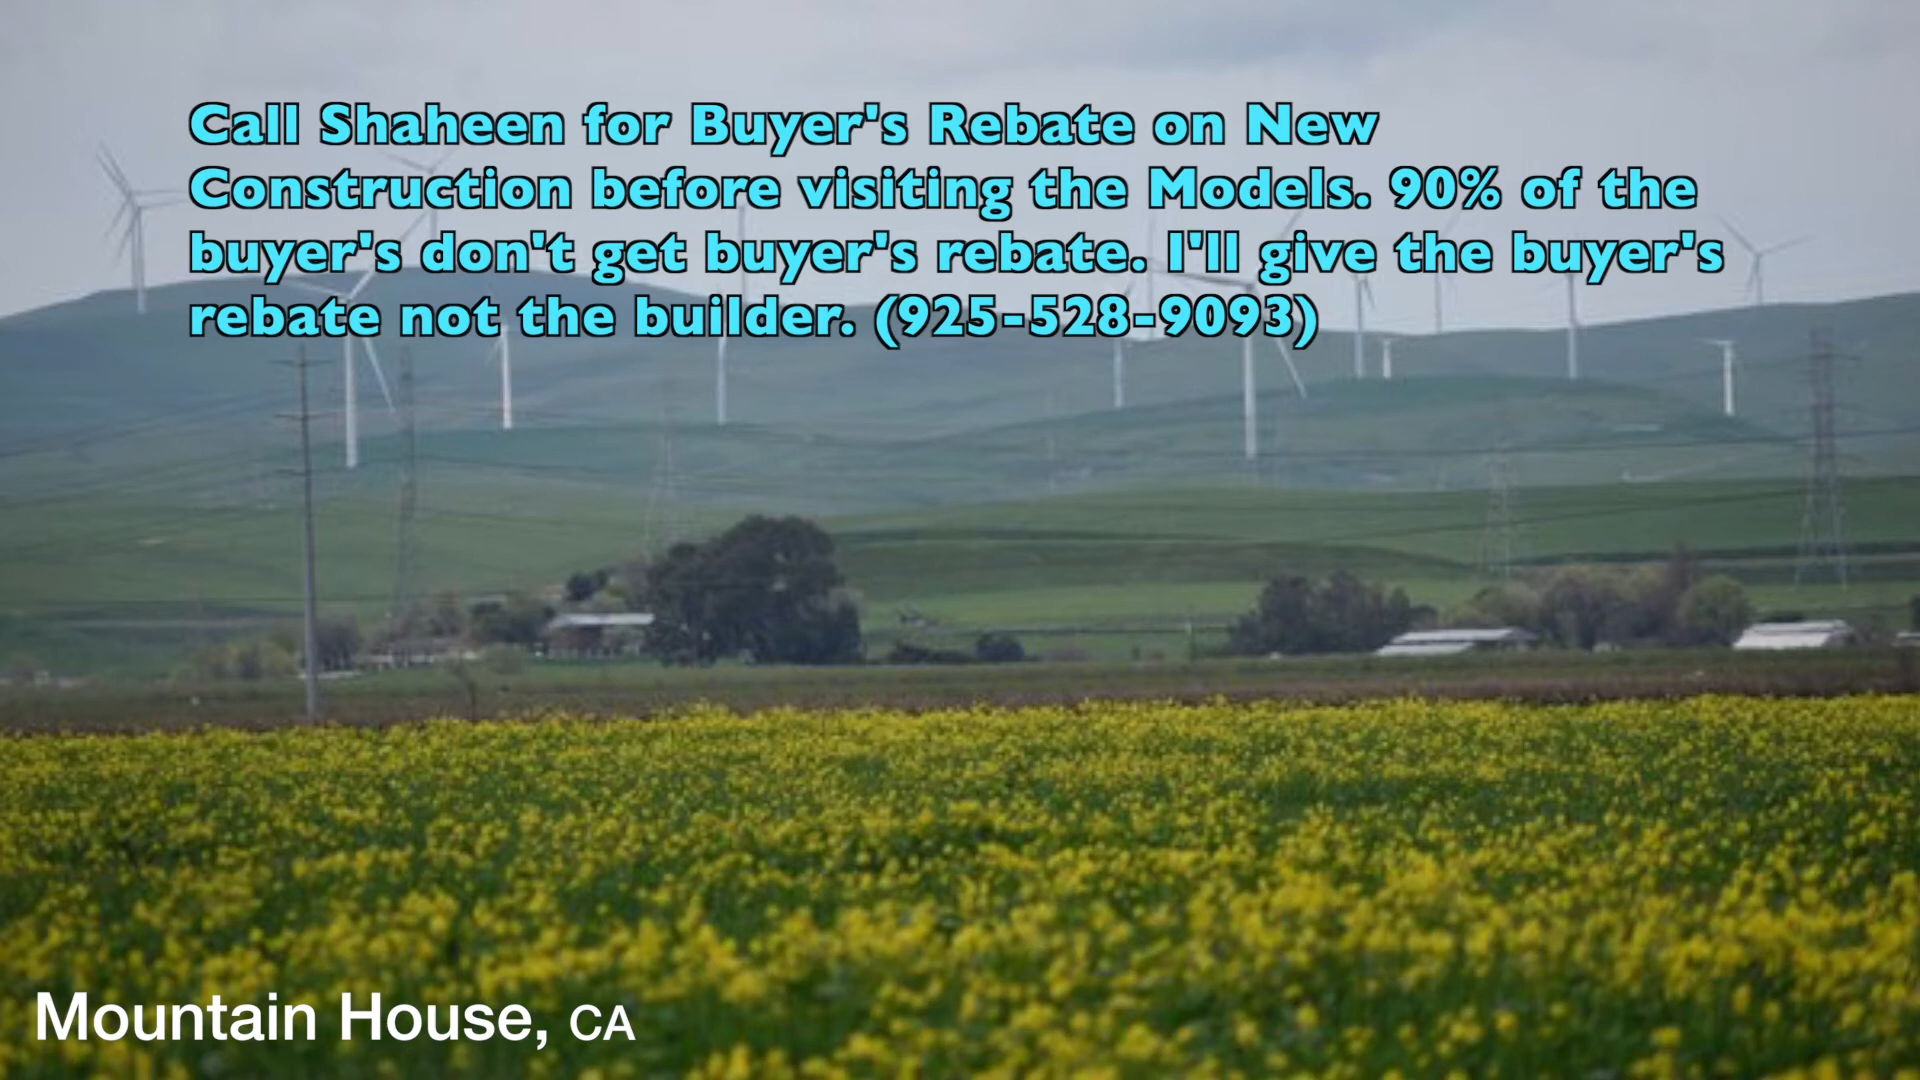 Call Shaheen for Buyer's Rebate on New
Construction before visiting the Models. 90% of the
buyer's don't get buyer's rebate. I'll give the buyer's
rebate not the builder. (925-528-9093)
Mountain House, CA